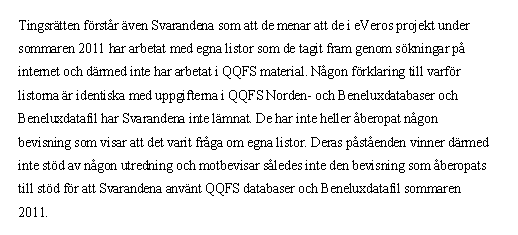 Tingsrätten förstår även Svarandena som att de menar att de i eVeros projekt under
sommaren 2011 har arbetat med egna listor som de tagit fram genom sökningar på
internet och därmed inte har arbetat i QQFS material. Någon förklaring till varför
listorna är identiska med uppgifterna i QQFS Norden- och Beneluxdatabaser och
Beneluxdatafil har Svarandena inte lämnat. De har inte heller åberopat någon
bevisning som visar att det varit fråga om egna listor. Deras påståenden vinner därmed
inte stöd av någon utredning och motbevisar således inte den bevisning som åberopats
till stöd för att Svarandena använt QQFS databaser och Beneluxdatafil sommaren
2011.